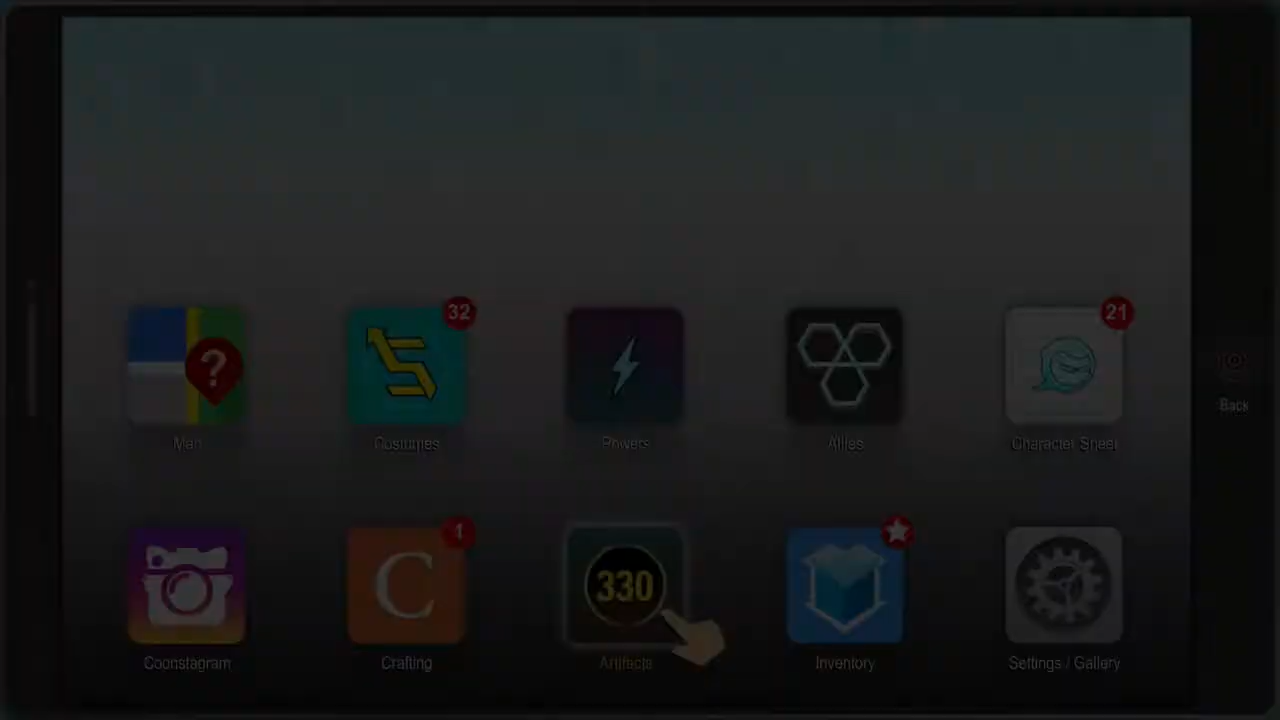 32
21
?
Map
Costumes
Powers
Allies
Character Sheet
Back
1
C
330
Coonstagram
Crafting
Artifacts
Inventory
Settings / Gallery